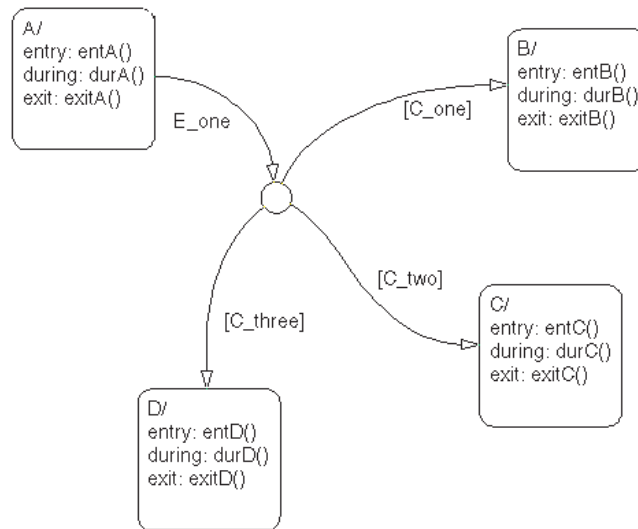 A/
entry: entA()
during: durA()
exit: exitA()
E_one
B/
entry: entB()
during: durB()
exit: exitB()
[C_one]
[C_two]
C/
entry: entC()
during: durC()
exit: exitC()
[C_three]
D/
entry: entD()
during: durD()
exit: exitD()